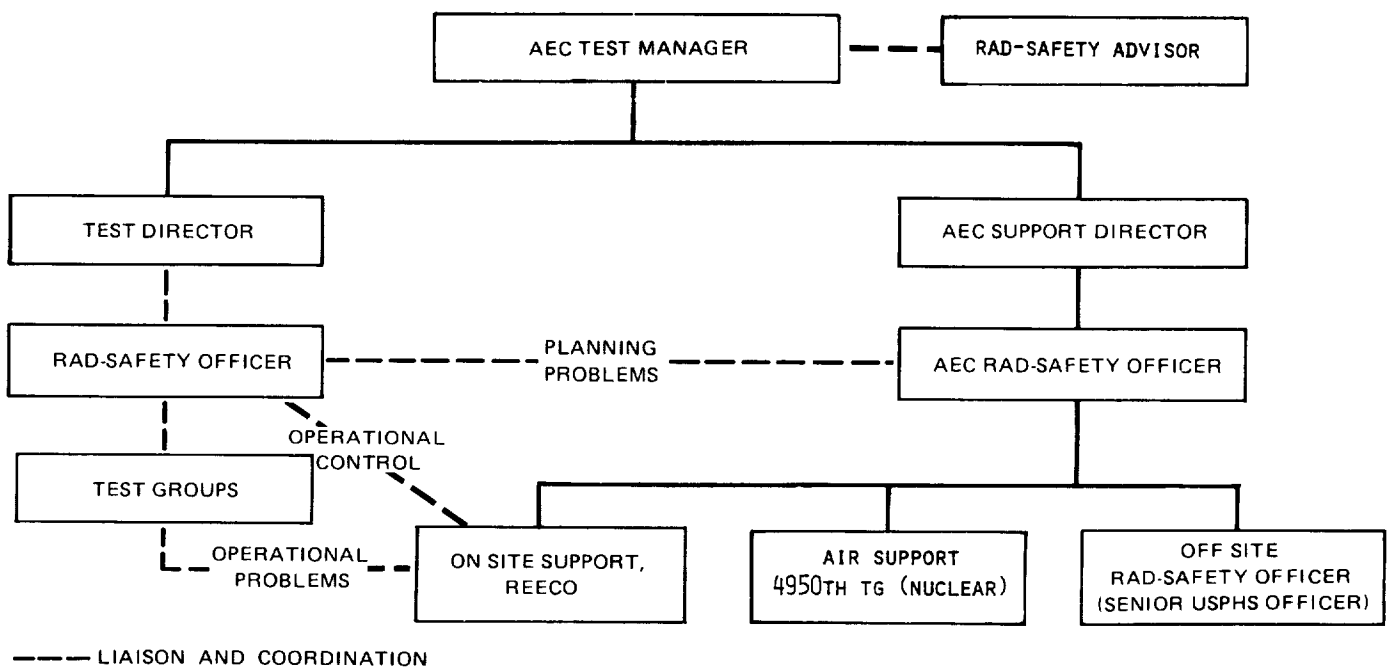 AEC TEST MANAGER
RAD-SAFETY ADVISOR
TEST DIRECTOR
AEC SUPPORT DIRECTOR
RAD-SAFETY OFFICER
PLANNING
PROBLEMS
AEC RAD-SAFETY OFFICER
OPERATIONAL
CONTROL
TEST GROUPS
OPERATIONAL
PROBLEMS
ON SITE SUPPORT,
REECO
AIR SUPPORT
4950TH TG (NUCLEAR)
OFF SITE
RAD-SAFETY OFFICER
(SENIOR USPHS OFFICER)
LIAISON AND COORDINATION